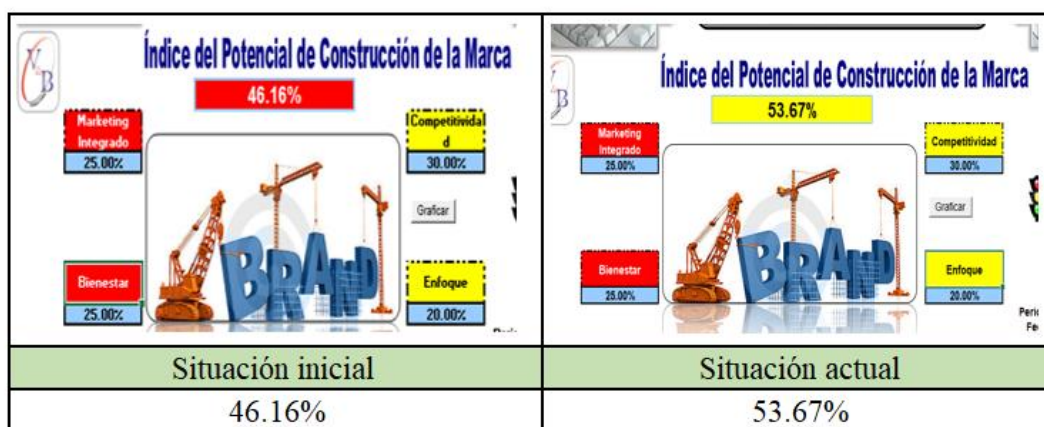 V
B
Índice del Potencial de Construcción de la Marca
46.16%
Marketing
Integrado
25.00%
Competitivida
d
30.00%
Graficar
BRAND
Bienestar
25.00%
Enfoque
20.00%
B
Índice del Potencial de Construcción de la Marca
53.67%
Marketing
Integrado
25.00%
Competitividad
30.00%
Graficar
BRAND
Bienestar
25.00%
Enfoque
20.00%
Situación inicial
Situación actual
46.16%
53.67%